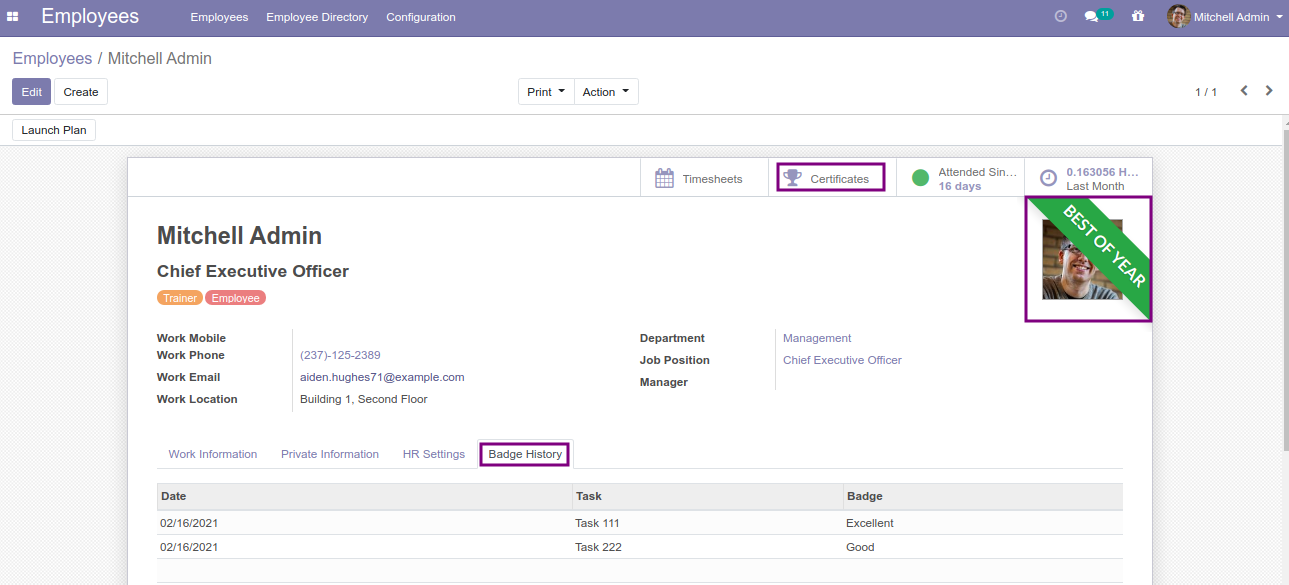 Employees Employees Employee Directory Configuration 11 Mitchell Admin
Employees / Mitchell Admin
Edit Create Print Action 1 / 1
Launch Plan
Timesheets Certificates Attended Sin... 16 days 0.163056 H... Last Month
BEST OF YEAR
Mitchell Admin
Chief Executive Officer
Trainer Employee
Work Mobile
Work Phone (237)-125-2389
Work Email aiden.hughes71@example.com
Work Location Building 1, Second Floor
Department Management
Job Position Chief Executive Officer
Manager
Work Information Private Information HR Settings Badge History
Date Task Badge
02/16/2021 Task 111 Excellent
02/16/2021 Task 222 Good